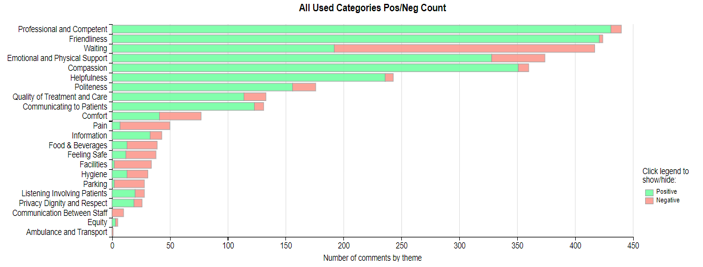 All Used Categories Pos/Neg Count
Professional and Competent
Friendliness
Waiting
Emotional and Physical Support
Compassion
Helpfulness
Politeness
Quality of Treatment and Care
Communicating to Patients
Comfort
Pain
Information
Food & Beverages
Feeling Safe
Facilities
Hygiene
Parking
Listening Involving Patients
Privacy Dignity and Respect
Communication Between Staff
Equity
Ambulance and Transport
0 50 100 150 200 250 300 350 400 450
Number of comments by theme
Click legend to
show/hide:
Positive
Negative